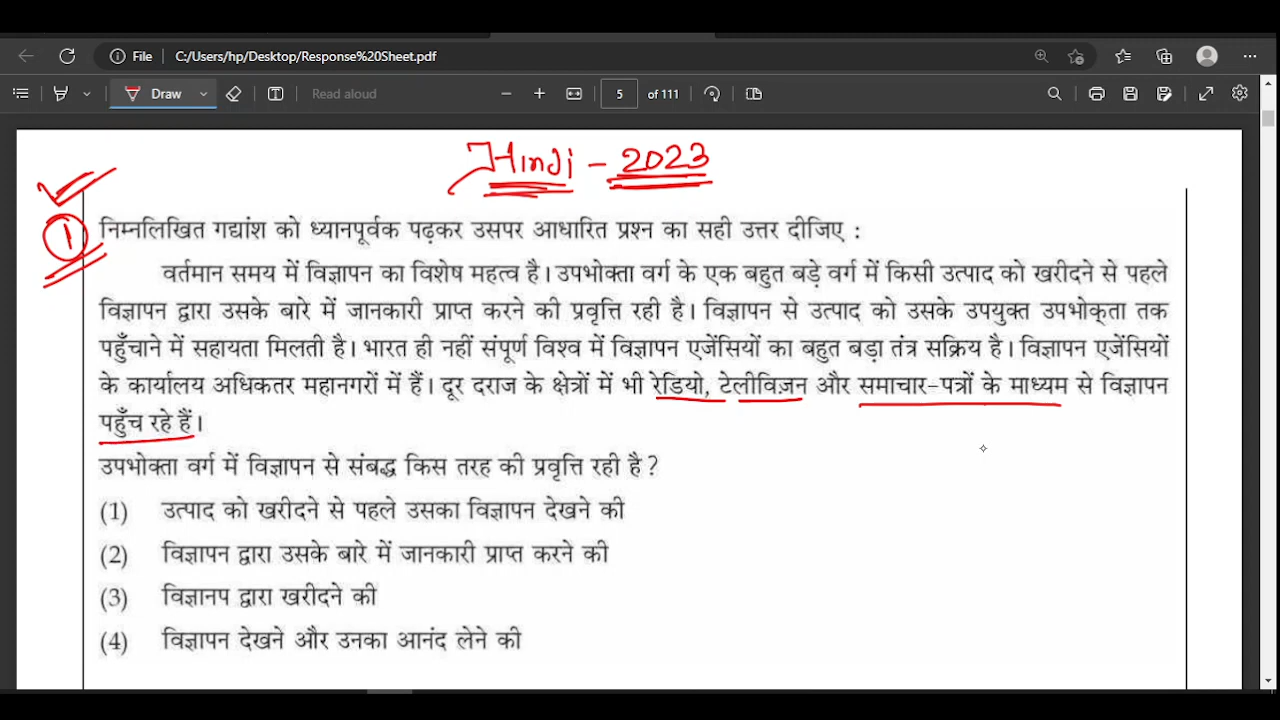 File C:/Users/hp/Desktop/Response%20Sheet.pdf
Draw Read aloud 5 of 111
Hindi - 2023
1 निम्नलिखित गद्यांश को ध्यानपूर्वक पढ़कर उसपर आधारित प्रश्न का सही उत्तर दीजिए :
वर्तमान समय में विज्ञापन का विशेष महत्व है। उपभोक्ता वर्ग के एक बहुत बड़े वर्ग में किसी उत्पाद को खरीदने से पहले
विज्ञापन द्वारा उसके बारे में जानकारी प्राप्त करने की प्रवृत्ति रही है। विज्ञापन से उत्पाद को उसके उपयुक्त उपभोक्‌ता तक
पहुँचाने में सहायता मिलती है। भारत ही नहीं संपूर्ण विश्व में विज्ञापन एजेंसियों का बहुत बड़ा तंत्र सक्रिय है। विज्ञापन एजेंसियों
के कार्यालय अधिकतर महानगरों में हैं। दूर दराज के क्षेत्रों में भी रेडियो, टेलीविज़न और समाचार-पत्रों के माध्यम से विज्ञापन
पहुँच रहे हैं।
उपभोक्ता वर्ग में विज्ञापन से संबद्ध किस तरह की प्रवृत्ति रही है?
(1) उत्पाद को खरीदने से पहले उसका विज्ञापन देखने की
(2) विज्ञापन द्वारा उसके बारे में जानकारी प्राप्त करने की
(3) विज्ञानप द्वारा खरीदने की
(4) विज्ञापन देखने और उनका आनंद लेने की